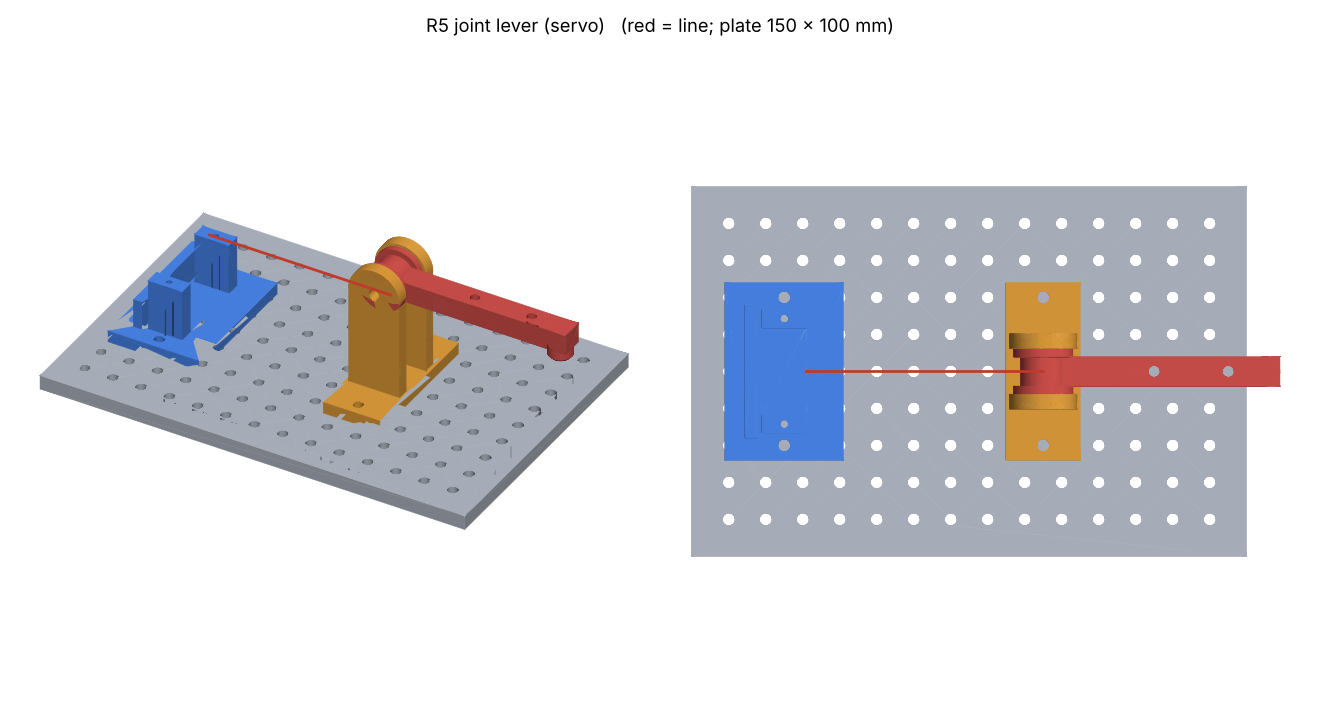 R5 joint lever (servo)   (red = line; plate 150 × 100 mm)